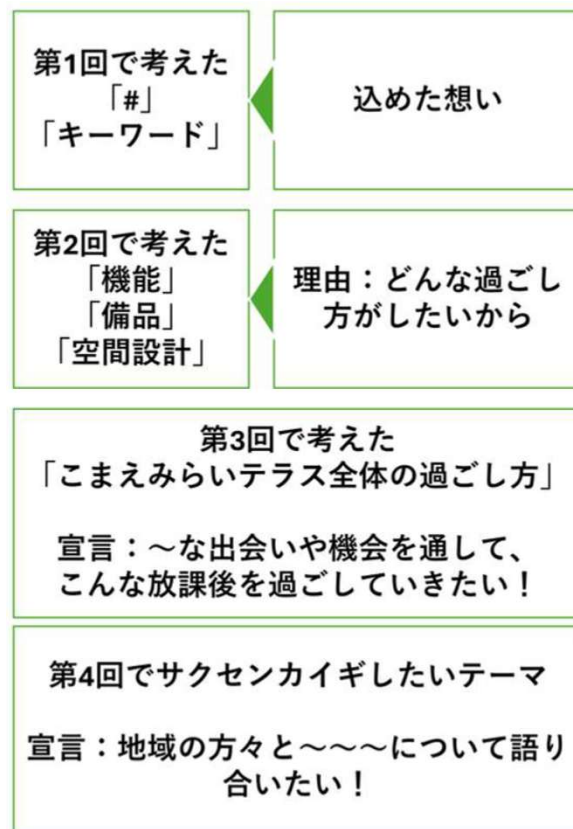 第1回で考えた
「#」
「キーワード」
込めた想い
第2回で考えた
「機能」
「備品」
「空間設計」
理由：どんな過ごし
方がしたいから
第3回で考えた
「こまえみらいテラス全体の過ごし方」
宣言：～な出会いや機会を通して、
こんな放課後を過ごしていきたい！
第4回でサクセンカイギしたいテーマ
宣言：地域の方々と～～～について語り
合いたい！